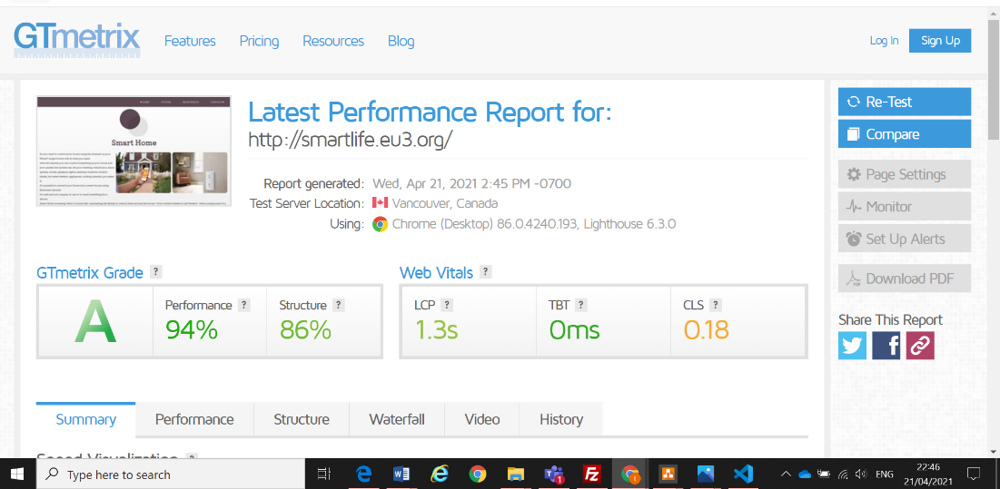 GTmetrix
Features
Pricing
Resources
Blog
Log In
Sign Up
Smart Home
Latest Performance Report for:
http://smartlife.eu3.org/
Report generated: Wed, Apr 21, 2021 2:45 PM -0700
Test Server Location: Vancouver, Canada
Using: Chrome (Desktop) 86.0.4240.193, Lighthouse 6.3.0
Re-Test
Compare
Page Settings
Monitor
Set Up Alerts
Download PDF
Share This Report
GTmetrix Grade ?
A
Performance ?
94%
Structure ?
86%
Web Vitals ?
LCP ?
1.3s
TBT ?
0ms
CLS ?
0.18
Summary
Performance
Structure
Waterfall
Video
History
Speed Visualization ?
Type here to search
ENG
22:46
21/04/2021